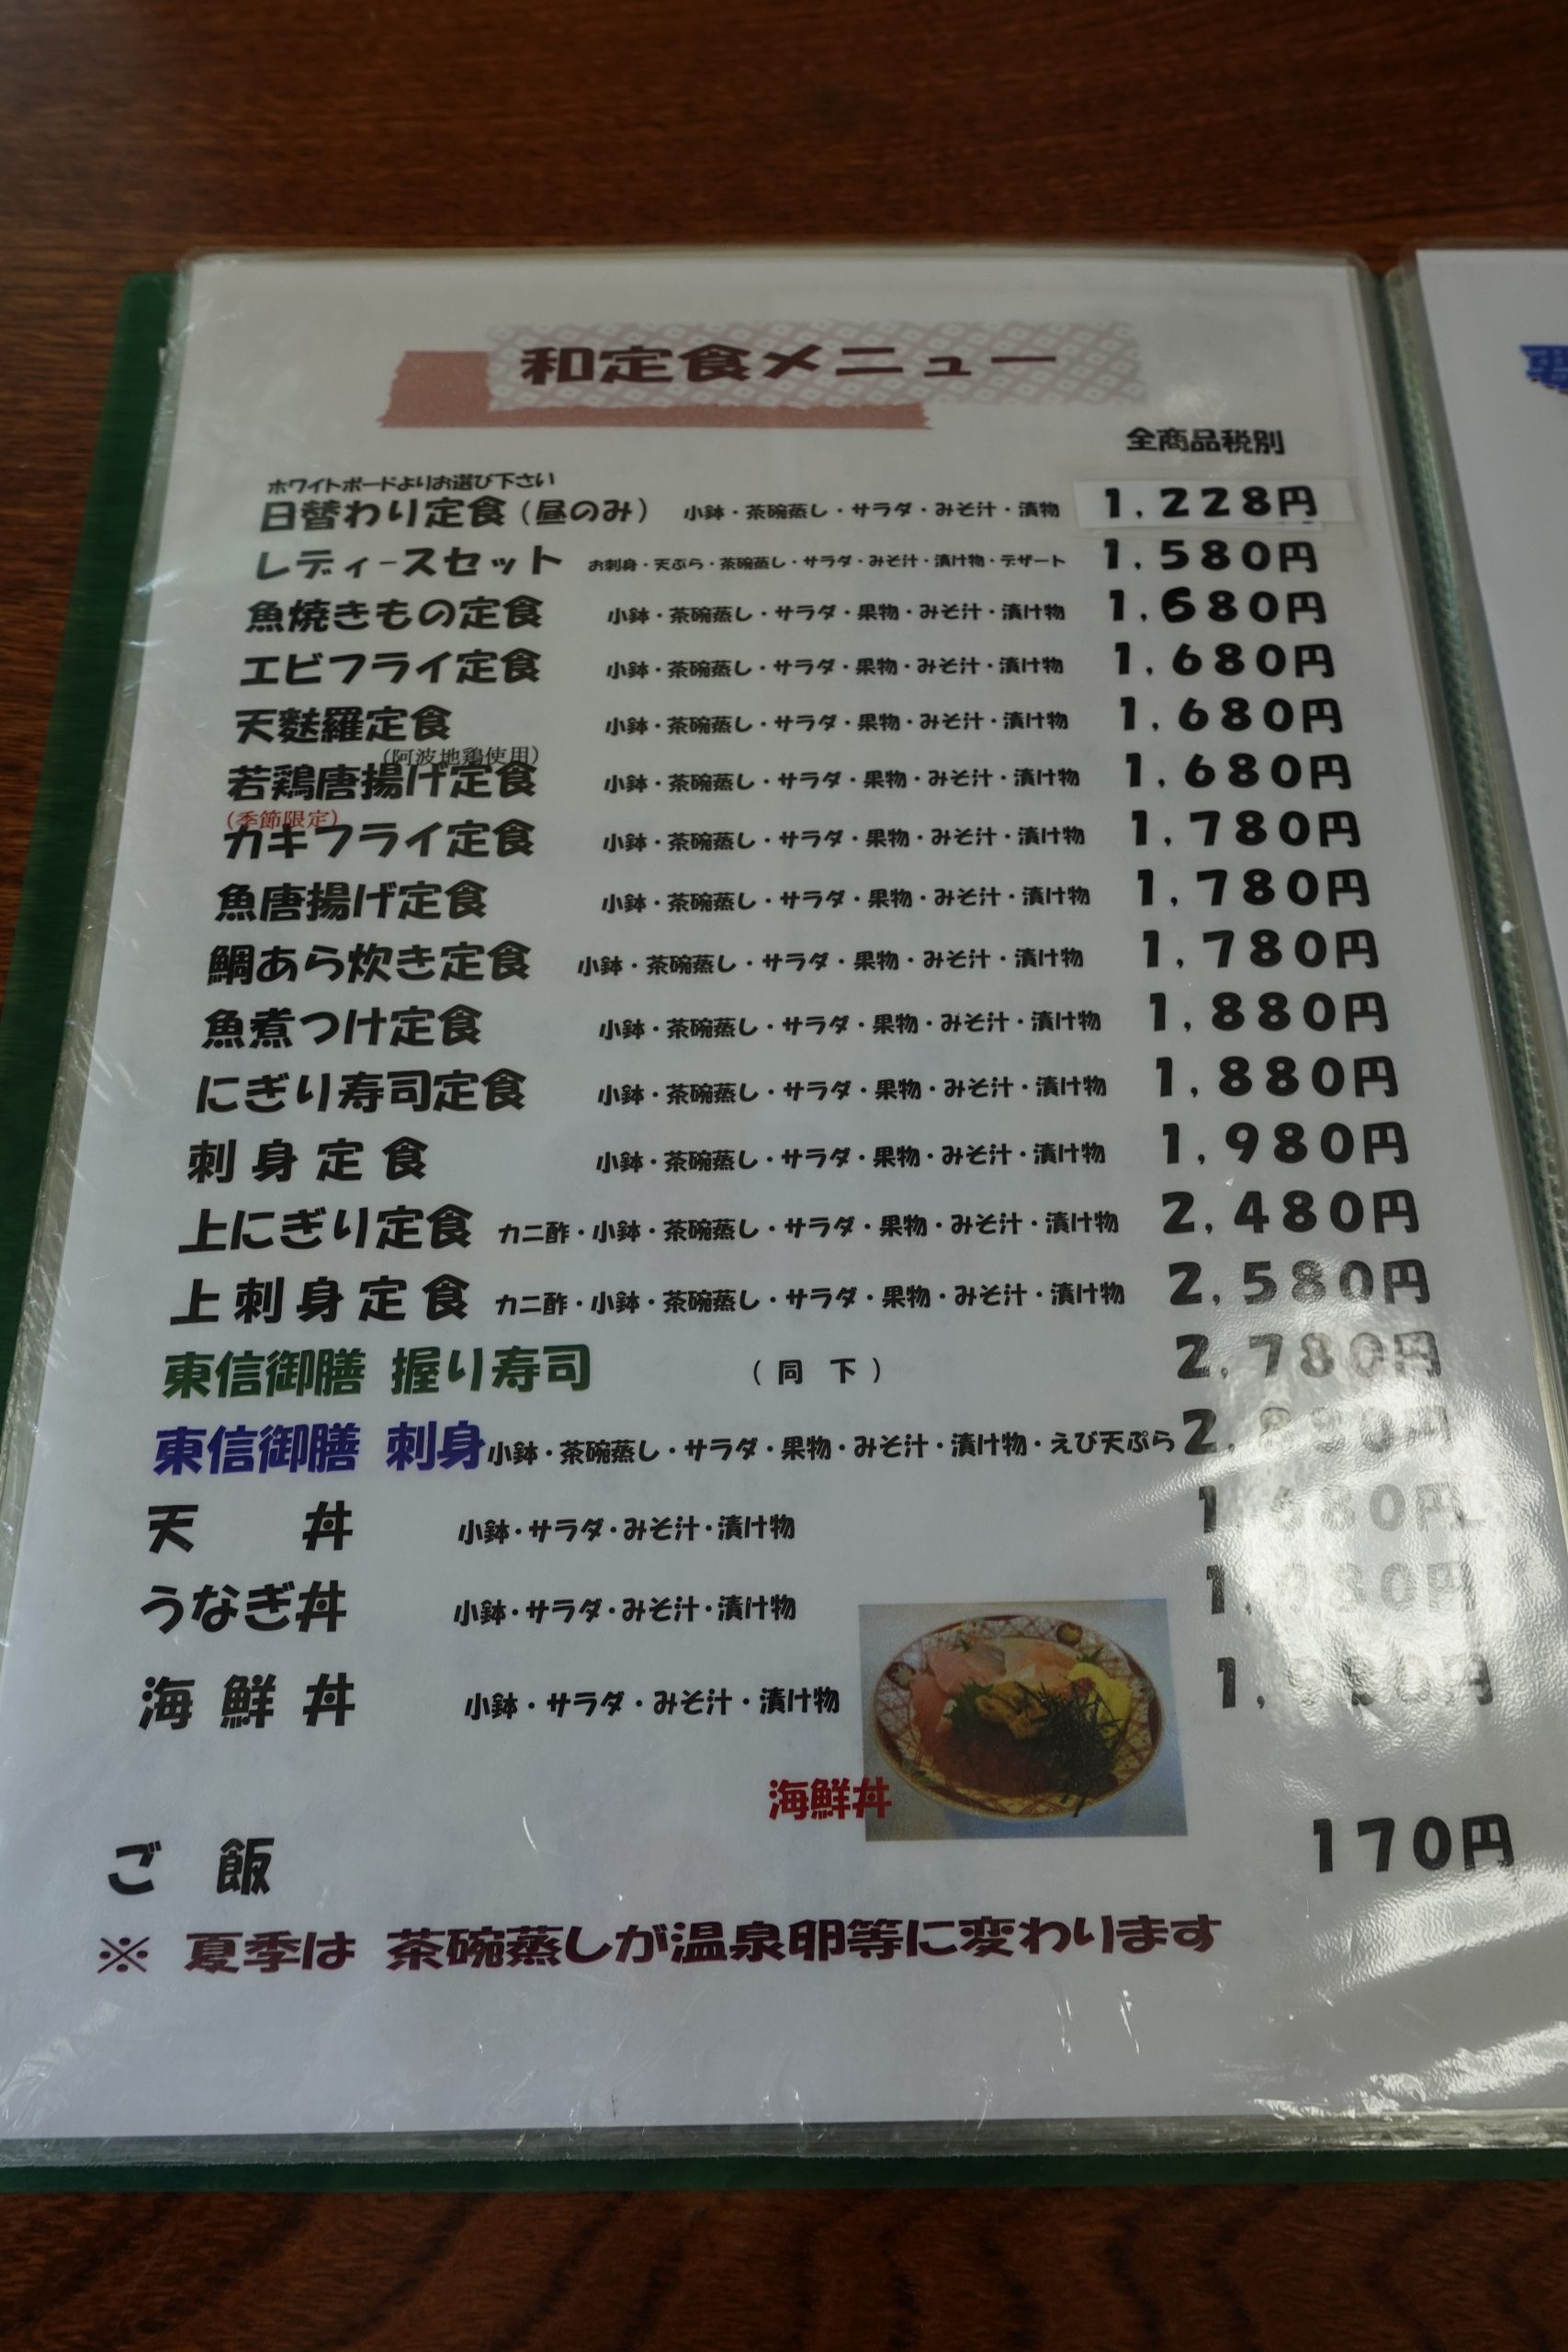 和定食メニュー
全商品税別
ホワイトボードよりお選び下さい
日替わり定食(昼のみ) 小鉢・茶碗蒸し・サラダ・みそ汁・漬物 1,228円
レディースセット お刺身・天ぷら・茶碗蒸し・サラダ・みそ汁・漬け物・デザート 1,580円
魚焼きもの定食 小鉢・茶碗蒸し・サラダ・果物・みそ汁・漬け物 1,680円
エビフライ定食 小鉢・茶碗蒸し・サラダ・果物・みそ汁・漬け物 1,680円
天麩羅定食 小鉢・茶碗蒸し・サラダ・果物・みそ汁・漬け物 1,680円
(阿波地鶏使用)
若鶏唐揚げ定食 小鉢・茶碗蒸し・サラダ・果物・みそ汁・漬け物 1,680円
(季節限定)
カキフライ定食 小鉢・茶碗蒸し・サラダ・果物・みそ汁・漬け物 1,780円
魚唐揚げ定食 小鉢・茶碗蒸し・サラダ・果物・みそ汁・漬け物 1,780円
鯛あら炊き定食 小鉢・茶碗蒸し・サラダ・果物・みそ汁・漬け物 1,780円
魚煮つけ定食 小鉢・茶碗蒸し・サラダ・果物・みそ汁・漬け物 1,880円
にぎり寿司定食 小鉢・茶碗蒸し・サラダ・果物・みそ汁・漬け物 1,880円
刺身定食 小鉢・茶碗蒸し・サラダ・果物・みそ汁・漬け物 1,980円
上にぎり定食 カニ酢・小鉢・茶碗蒸し・サラダ・果物・みそ汁・漬け物 2,480円
上刺身定食 カニ酢・小鉢・茶碗蒸し・サラダ・果物・みそ汁・漬け物 2,580円
東信御膳 握り寿司 (同下) 2,780円
東信御膳 刺身 小鉢・茶碗蒸し・サラダ・果物・みそ汁・漬け物・えび天ぷら
天丼 小鉢・サラダ・みそ汁・漬け物
うなぎ丼 小鉢・サラダ・みそ汁・漬け物
海鮮丼 小鉢・サラダ・みそ汁・漬け物
海鮮丼
ご飯 170円
※ 夏季は 茶碗蒸しが温泉卵等に変わります